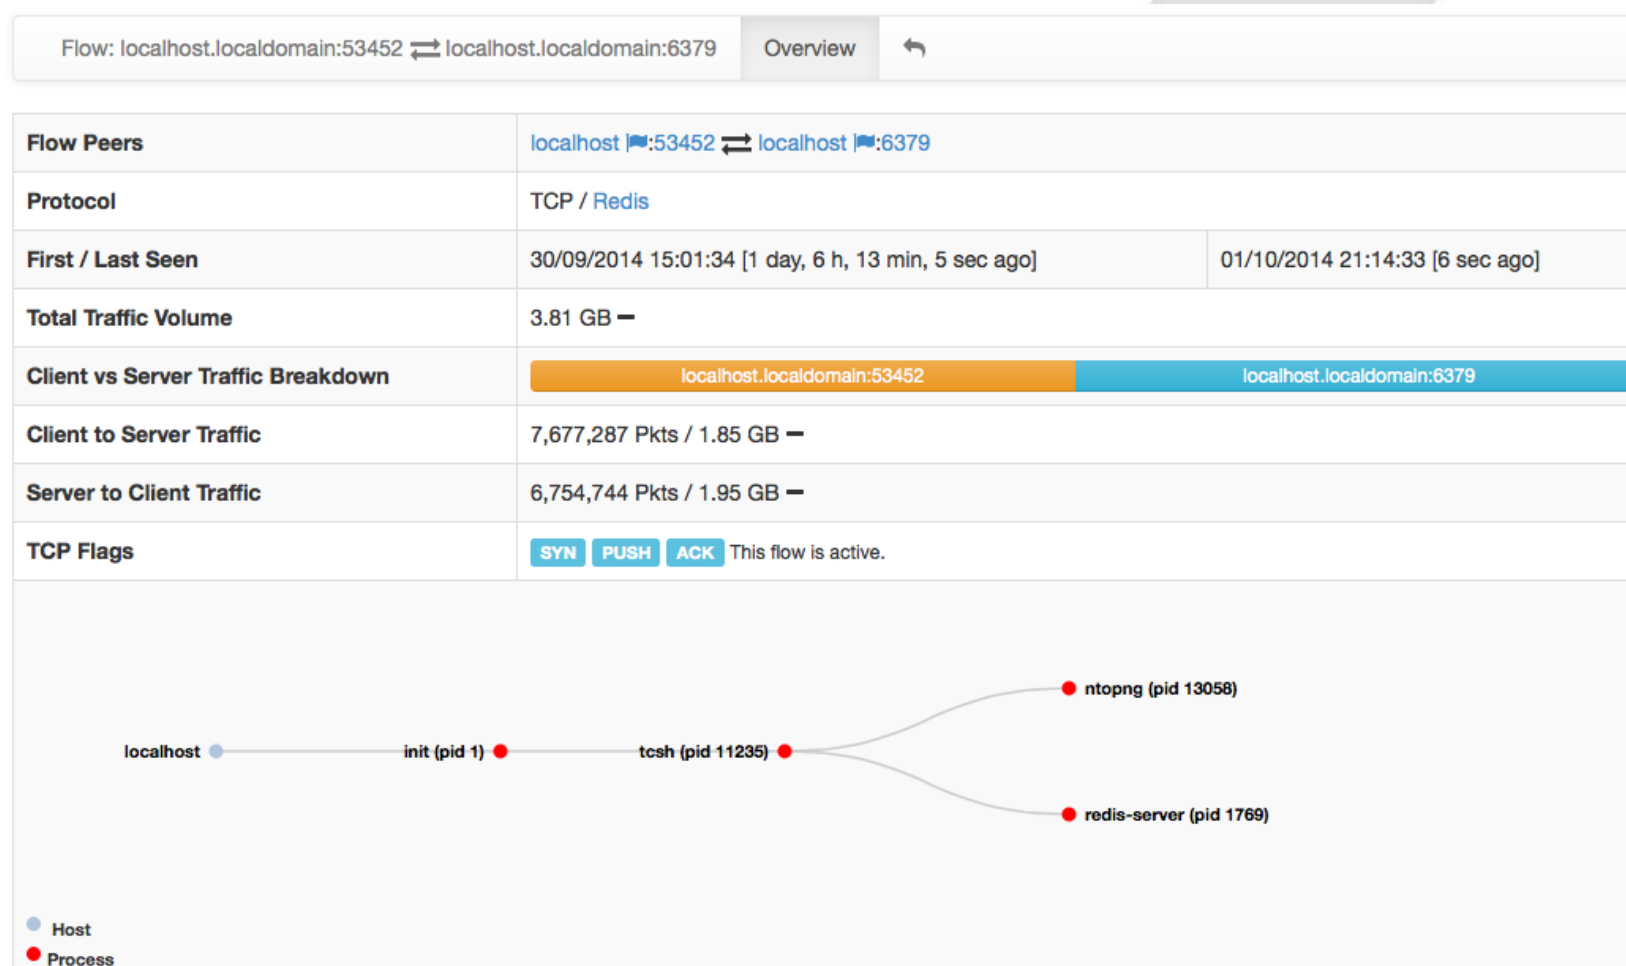 Flow: localhost.localdomain:53452 ⇄ localhost.localdomain:6379 Overview
Flow Peers localhost :53452 ⇄ localhost :6379
Protocol TCP / Redis
First / Last Seen 30/09/2014 15:01:34 [1 day, 6 h, 13 min, 5 sec ago] 01/10/2014 21:14:33 [6 sec ago]
Total Traffic Volume 3.81 GB —
Client vs Server Traffic Breakdown localhost.localdomain:53452 localhost.localdomain:6379
Client to Server Traffic 7,677,287 Pkts / 1.85 GB —
Server to Client Traffic 6,754,744 Pkts / 1.95 GB —
TCP Flags SYN PUSH ACK This flow is active.
ntopng (pid 13058)
localhost init (pid 1) tcsh (pid 11235)
redis-server (pid 1769)
Host
Process